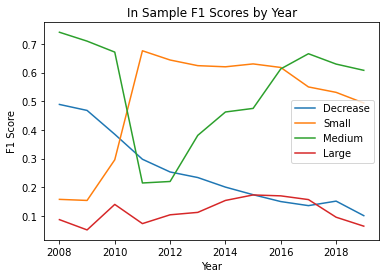 In Sample F1 Scores by Year
F1 Score
0.7
0.6
0.5
0.4
0.3
0.2
0.1
Decrease
Small
Medium
Large
2008
2010
2012
2014
2016
2018
Year